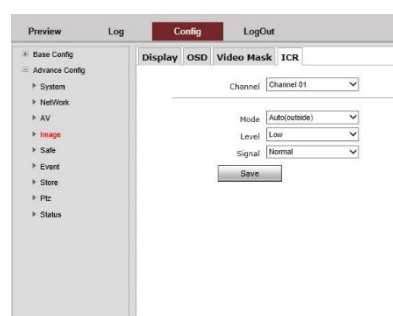 Preview Log Config LogOut
Base Config
Advance Config
System
NetWork
AV
Image
Safe
Event
Store
Ptz
Status
Display OSD Video Mask ICR
Channel Channel 01
Mode Auto(outside)
Level Low
Signal Normal
Save